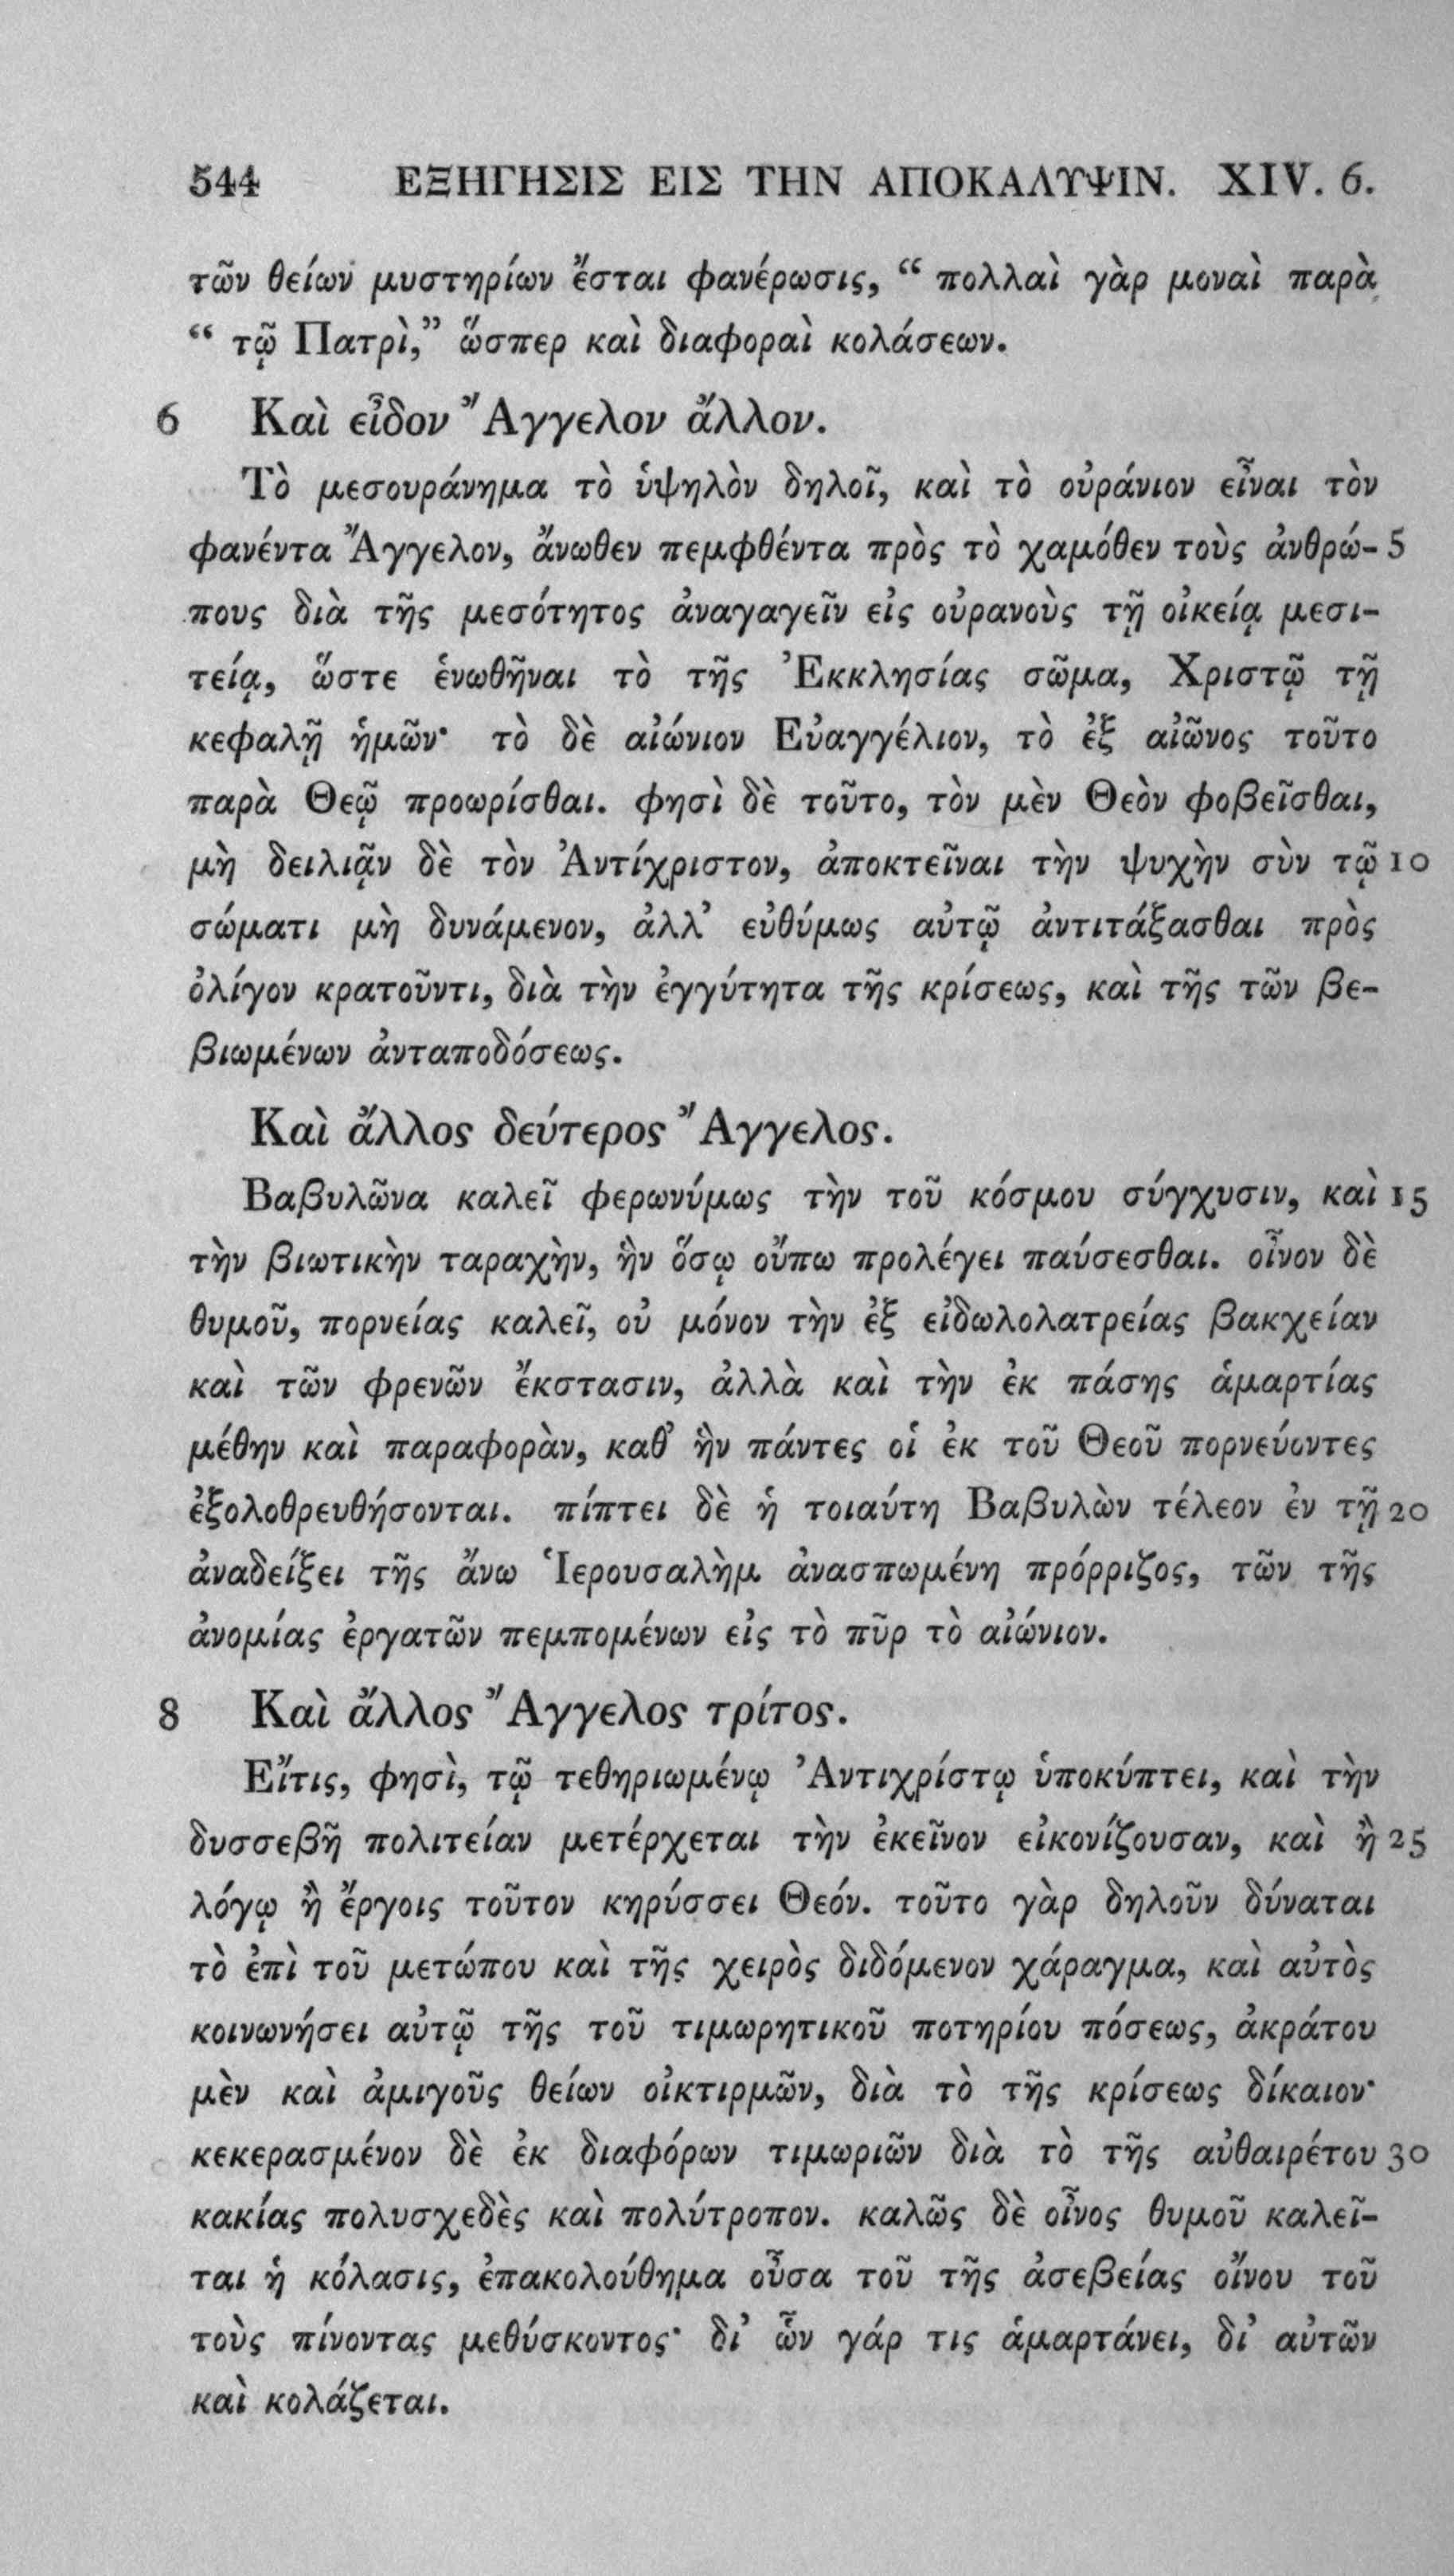 544 ΕΞΗΓΗΣΙΣ ΕΙΣ ΤΗΝ ΑΠΟΚΑΛΥΨΙΝ. XIV. 6.
τῶν θείων μυστηρίων ἔσται φανέρωσις, “ πολλαὶ γὰρ μοναὶ παρὰ
“ τῷ Πατρὶ,” ὥσπερ καὶ διαφοραὶ κολάσεων.
6 Καὶ εἶδον Ἄγγελον ἄλλον.
Τὸ μεσουράνημα τὸ ὑψηλὸν δηλοῖ, καὶ τὸ οὐράνιον εἶναι τὸν
φανέντα Ἄγγελον, ἄνωθεν πεμφθέντα πρὸς τὸ χαμόθεν τοὺς ἀνθρώ- 5
πους διὰ τῆς μεσότητος ἀναγαγεῖν εἰς οὐρανοὺς τῇ οἰκείᾳ μεσι-
τείᾳ, ὥστε ἑνωθῆναι τὸ τῆς Ἐκκλησίας σῶμα, Χριστῷ τῇ
κεφαλῇ ἡμῶν· τὸ δὲ αἰώνιον Εὐαγγέλιον, τὸ ἐξ αἰῶνος τοῦτο
παρὰ Θεῷ προωρίσθαι. φησὶ δὲ τοῦτο, τὸν μὲν Θεὸν φοβεῖσθαι,
μὴ δειλιᾷν δὲ τὸν Ἀντίχριστον, ἀποκτεῖναι τὴν ψυχὴν σὺν τῷ 10
σώματι μὴ δυνάμενον, ἀλλ’ εὐθύμως αὐτῷ ἀντιτάξασθαι πρὸς
ὀλίγον κρατοῦντι, διὰ τὴν ἐγγύτητα τῆς κρίσεως, καὶ τῆς τῶν βε-
βιωμένων ἀνταποδόσεως.
Καὶ ἄλλος δεύτερος Ἄγγελος.
Βαβυλῶνα καλεῖ φερωνύμως τὴν τοῦ κόσμου σύγχυσιν, καὶ 15
τὴν βιωτικὴν ταραχὴν, ἣν ὅσῳ οὔπω προλέγει παύσεσθαι. οἶνον δὲ
θυμοῦ, πορνείας καλεῖ, οὐ μόνον τὴν ἐξ εἰδωλολατρείας βακχείαν
καὶ τῶν φρενῶν ἔκστασιν, ἀλλὰ καὶ τὴν ἐκ πάσης ἁμαρτίας
μέθην καὶ παραφορὰν, καθ’ ἣν πάντες οἱ ἐκ τοῦ Θεοῦ πορνεύοντες
ἐξολοθρευθήσονται. πίπτει δὲ ἡ τοιαύτη Βαβυλὼν τέλεον ἐν τῇ 20
ἀναδείξει τῆς ἄνω Ἱερουσαλὴμ ἀνασπωμένη πρόρριζος, τῶν τῆς
ἀνομίας ἐργατῶν πεμπομένων εἰς τὸ πῦρ τὸ αἰώνιον.
8 Καὶ ἄλλος Ἄγγελος τρίτος.
Εἴτις, φησὶ, τῷ τεθηριωμένῳ Ἀντιχρίστῳ ὑποκύπτει, καὶ τὴν
δυσσεβῆ πολιτείαν μετέρχεται τὴν ἐκεῖνον εἰκονίζουσαν, καὶ ἢ 25
λόγῳ ἢ ἔργοις τοῦτον κηρύσσει Θεόν. τοῦτο γὰρ δηλοῦν δύναται
τὸ ἐπὶ τοῦ μετώπου καὶ τῆς χειρὸς διδόμενον χάραγμα, καὶ αὐτὸς
κοινωνήσει αὐτῷ τῆς τοῦ τιμωρητικοῦ ποτηρίου πόσεως, ἀκράτου
μὲν καὶ ἀμιγοῦς θείων οἰκτιρμῶν, διὰ τὸ τῆς κρίσεως δίκαιον·
κεκερασμένον δὲ ἐκ διαφόρων τιμωριῶν διὰ τὸ τῆς αὐθαιρέτου 30
κακίας πολυσχεδὲς καὶ πολύτροπον. καλῶς δὲ οἶνος θυμοῦ καλεῖ-
ται ἡ κόλασις, ἐπακολούθημα οὖσα τοῦ τῆς ἀσεβείας οἴνου τοῦ
τοὺς πίνοντας μεθύσκοντος· δι’ ὧν γάρ τις ἁμαρτάνει, δι’ αὐτῶν
καὶ κολάζεται.